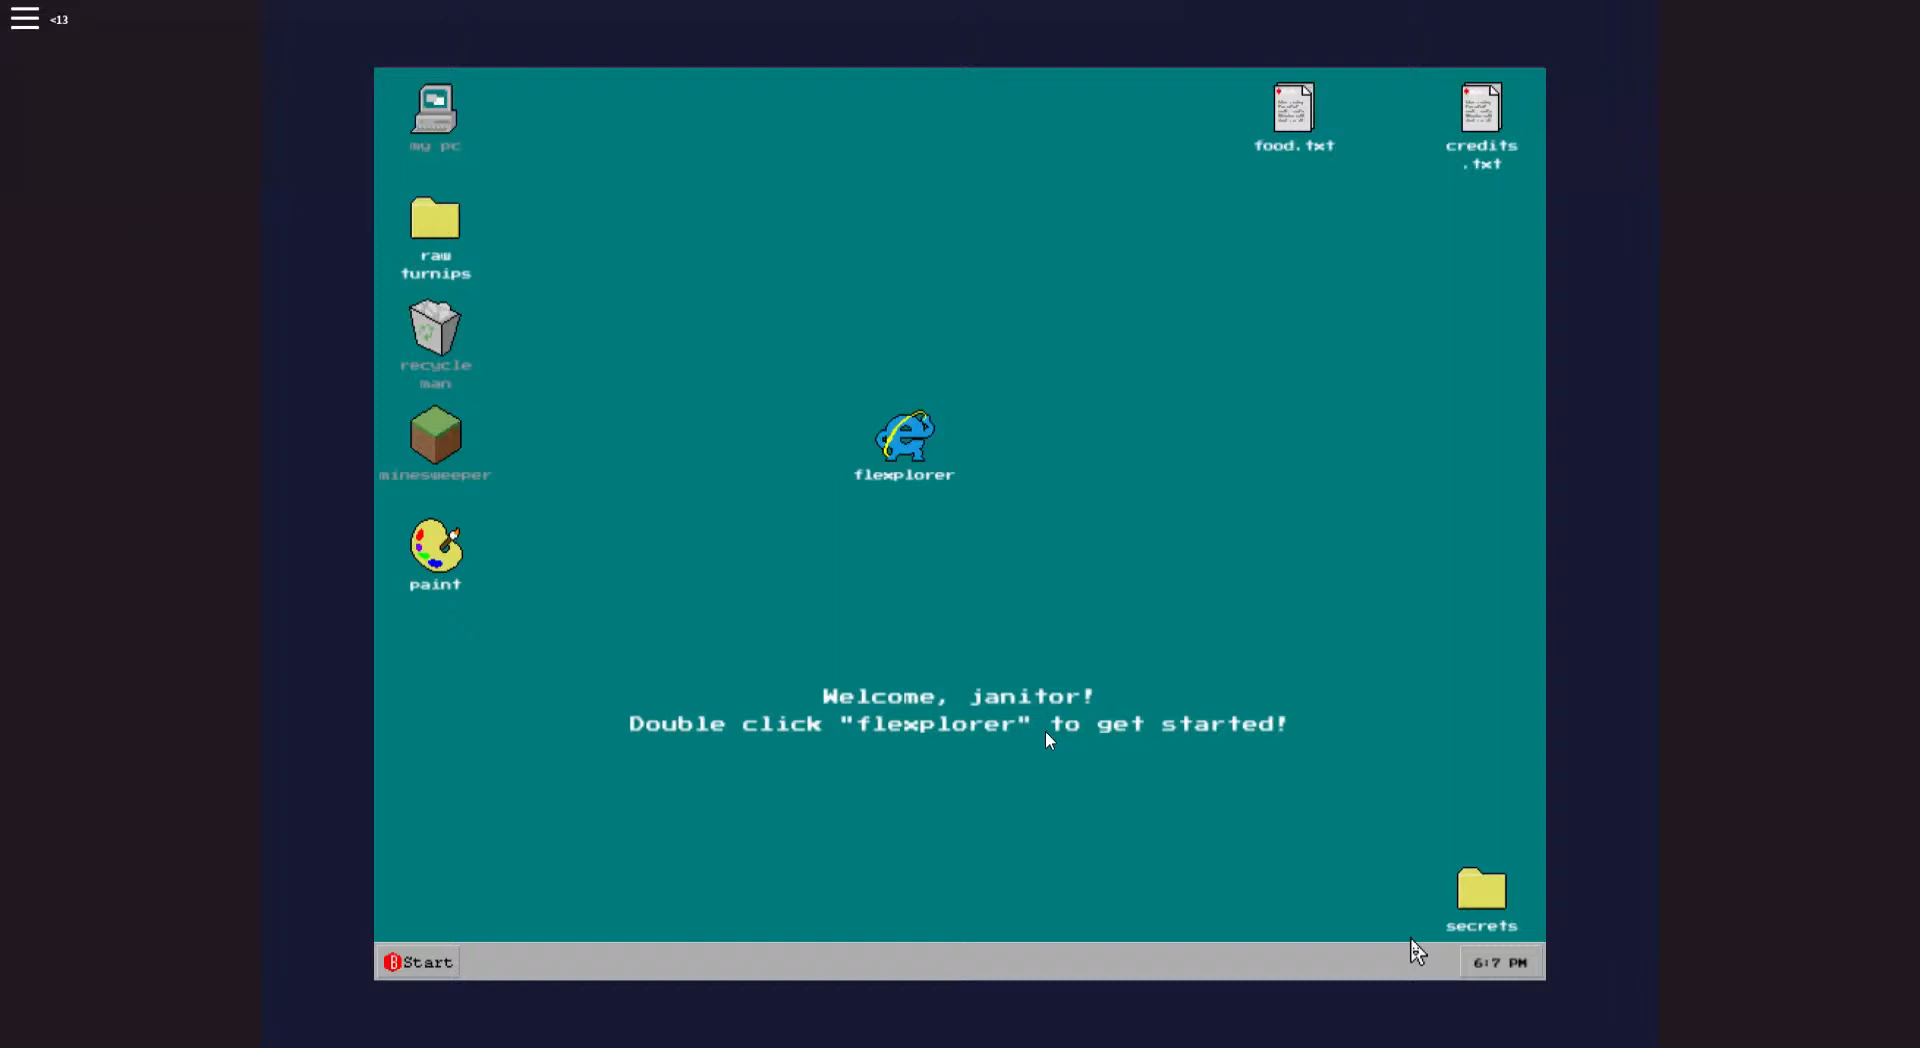 <13
my pc
food.txt
credits
.txt
raw
turnips
recycle
man
minesweeper
flexplorer
paint
Welcome, janitor!
Double click "flexplorer" to get started!
secrets
BStart
6:7 PM